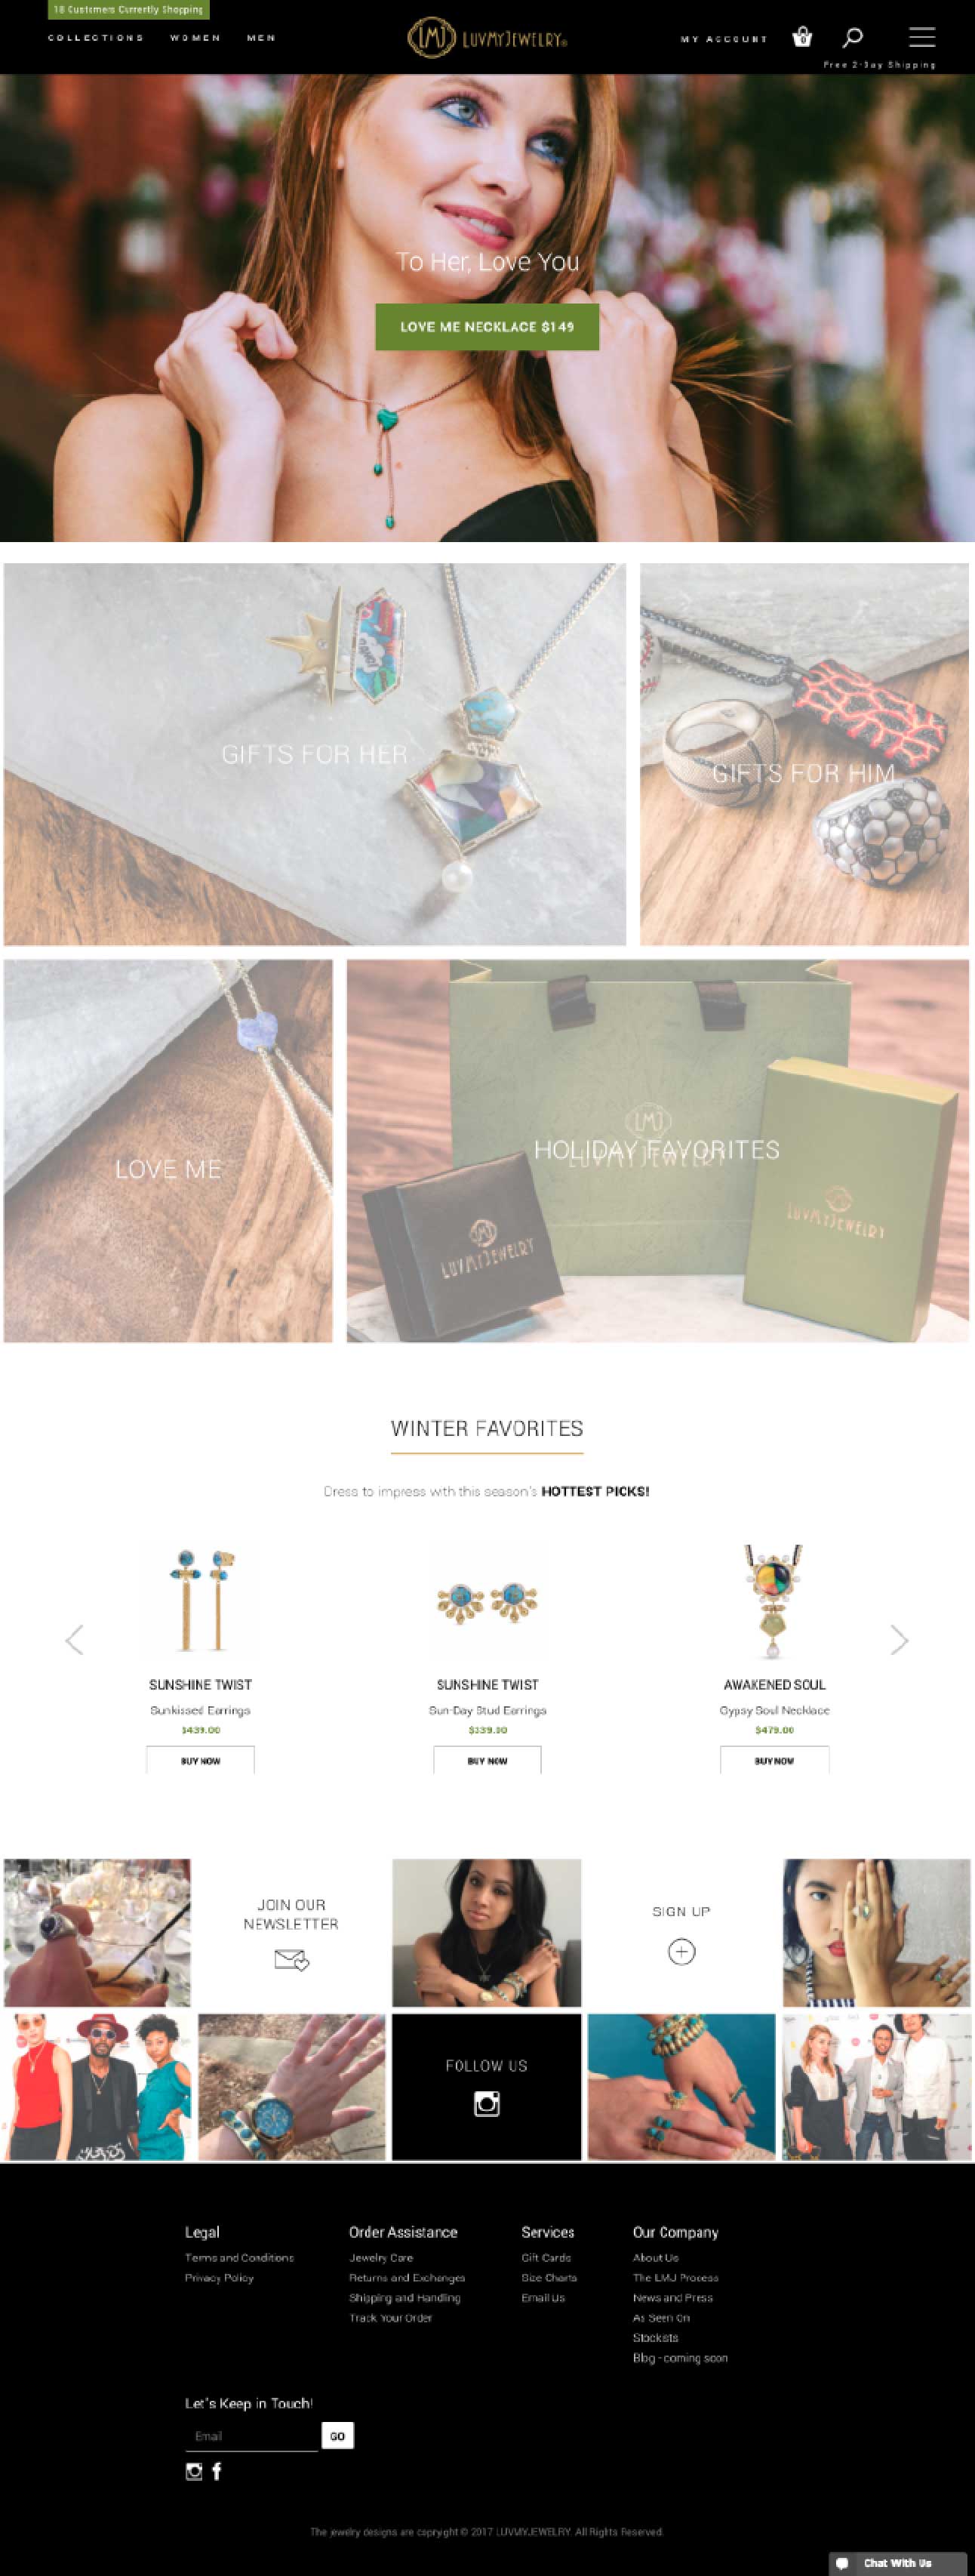 18 Customers Currently Shopping
COLLECTIONS WOMEN MEN
LMJ LUVMYJEWELRY®
MY ACCOUNT 0
Free 2-Day Shipping
To Her, Love You
LOVE ME NECKLACE $149
GIFTS FOR HER
GIFTS FOR HIM
LOVE ME
HOLIDAY FAVORITES
LMJ
LUVMYJEWELRY
LUVMYJEWELRY
LUVMYJEWELRY
WINTER FAVORITES
Dress to impress with this season's HOTTEST PICKS!
SUNSHINE TWIST
Sunkissed Earrings
$439.00
BUY NOW
SUNSHINE TWIST
Sun-Day Stud Earrings
$339.00
BUY NOW
AWAKENED SOUL
Gypsy Soul Necklace
$479.00
BUY NOW
JOIN OUR
NEWSLETTER
SIGN UP
FOLLOW US
Legal
Terms and Conditions
Privacy Policy
Order Assistance
Jewelry Care
Returns and Exchanges
Shipping and Handling
Track Your Order
Services
Gift Cards
Size Charts
Email Us
Our Company
About Us
The LMJ Process
News and Press
As Seen On
Stockists
Blog - coming soon
Let's Keep in Touch!
Email
GO
The jewelry designs are copryight © 2017 LUVMYJEWELRY. All Rights Reserved.
Chat With Us